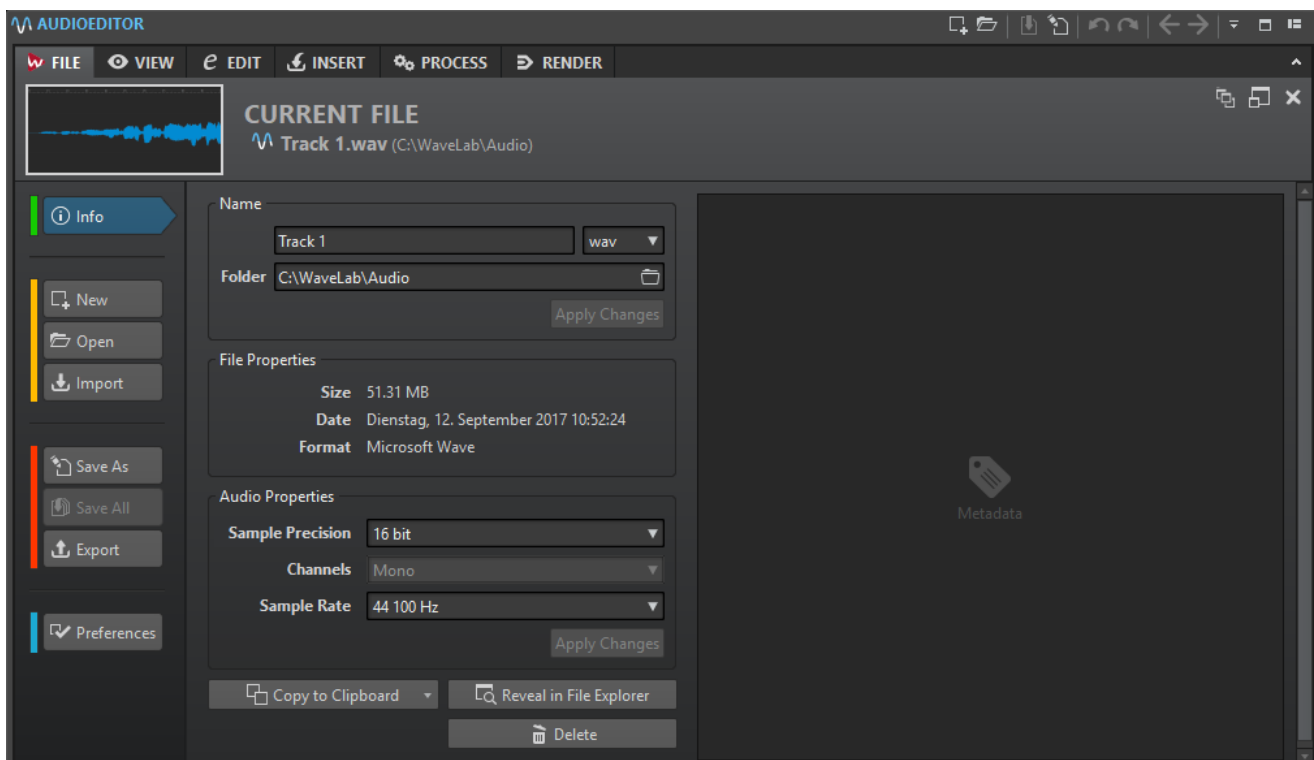 AUDIOEDITOR
FILE VIEW EDIT INSERT PROCESS RENDER
CURRENT FILE
Track 1.wav (C:\WaveLab\Audio)
Info
New
Open
Import
Save As
Save All
Export
Preferences
Name
Track 1 wav
Folder C:\WaveLab\Audio
Apply Changes
File Properties
Size 51.31 MB
Date Dienstag, 12. September 2017 10:52:24
Format Microsoft Wave
Audio Properties
Sample Precision 16 bit
Channels Mono
Sample Rate 44 100 Hz
Apply Changes
Copy to Clipboard Reveal in File Explorer
Delete
Metadata